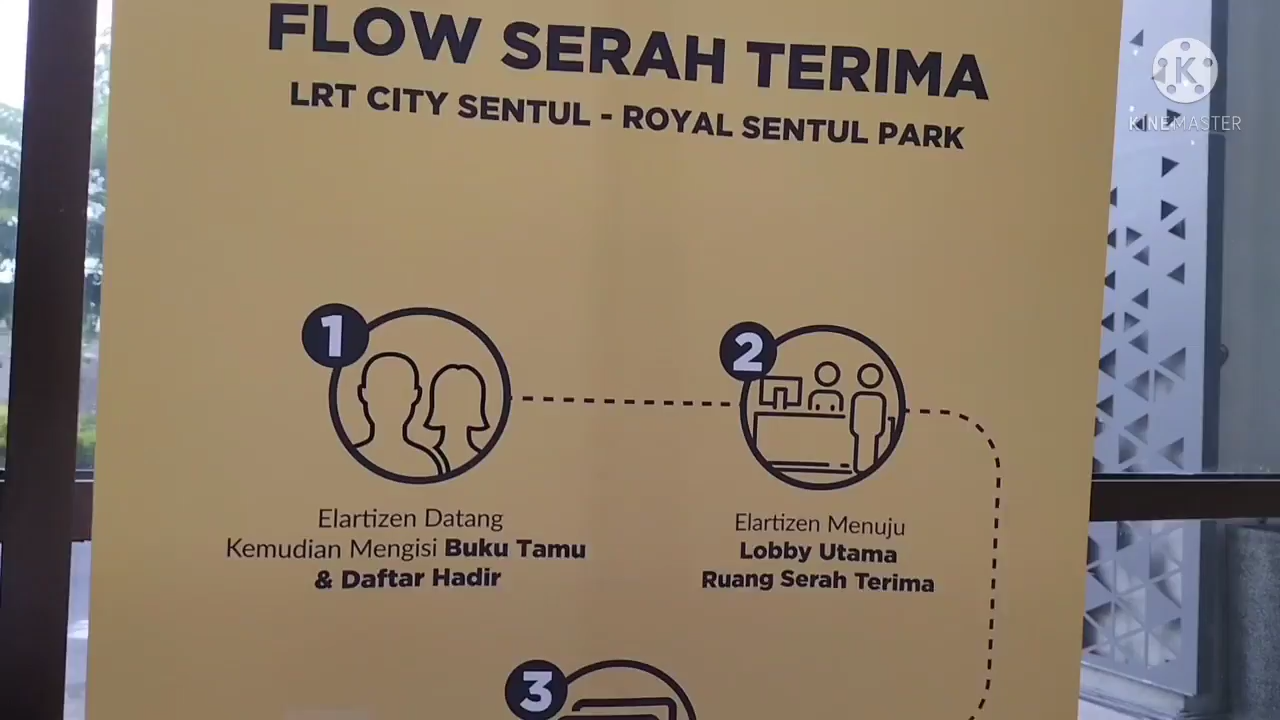 FLOW SERAH TERIMA
LRT CITY SENTUL - ROYAL SENTUL PARK
K
KINEMASTER
1
2
Elartizen Datang
Kemudian Mengisi Buku Tamu
& Daftar Hadir
Elartizen Menuju
Lobby Utama
Ruang Serah Terima
3